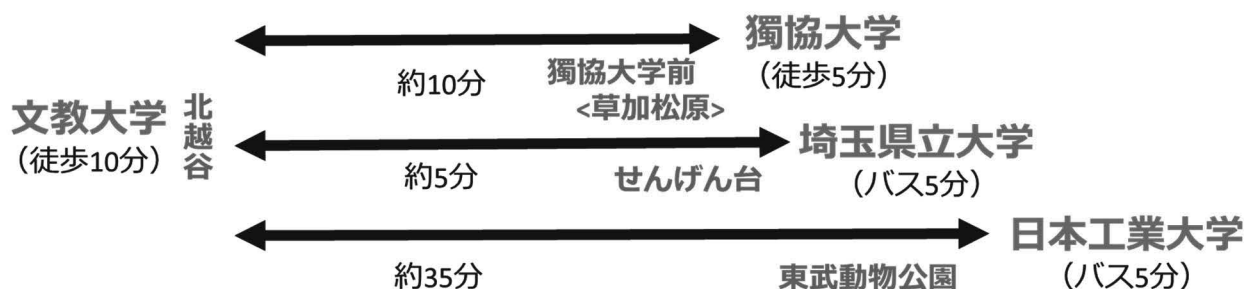 文教大学
(徒歩10分)
北越谷
約10分
獨協大学前
<草加松原>
獨協大学
(徒歩5分)
約5分
せんげん台
埼玉県立大学
(バス5分)
約35分
東武動物公園
日本工業大学
(バス5分)